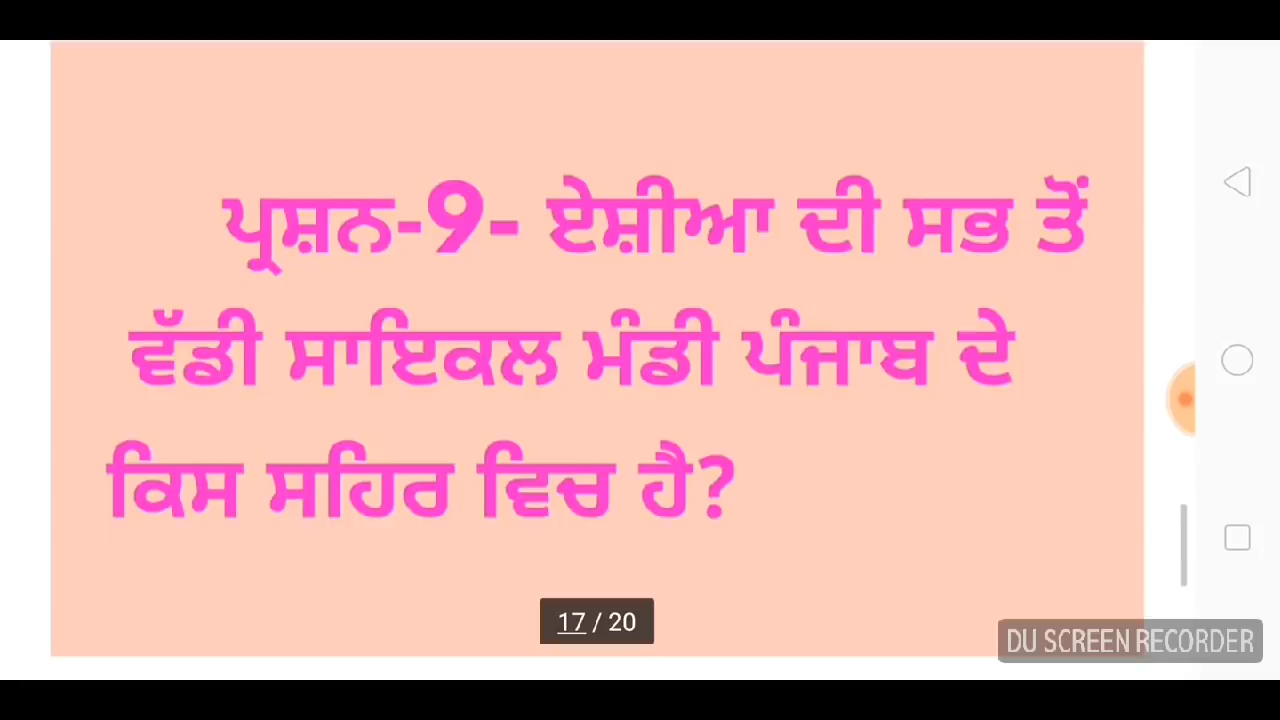 ਪ੍ਰਸ਼ਨ-9- ਏਸ਼ੀਆ ਦੀ ਸਭ ਤੋਂ
ਵੱਡੀ ਸਾਇਕਲ ਮੰਡੀ ਪੰਜਾਬ ਦੇ
ਕਿਸ ਸਹਿਰ ਵਿਚ ਹੈ?
17 / 20
DU SCREEN RECORDER